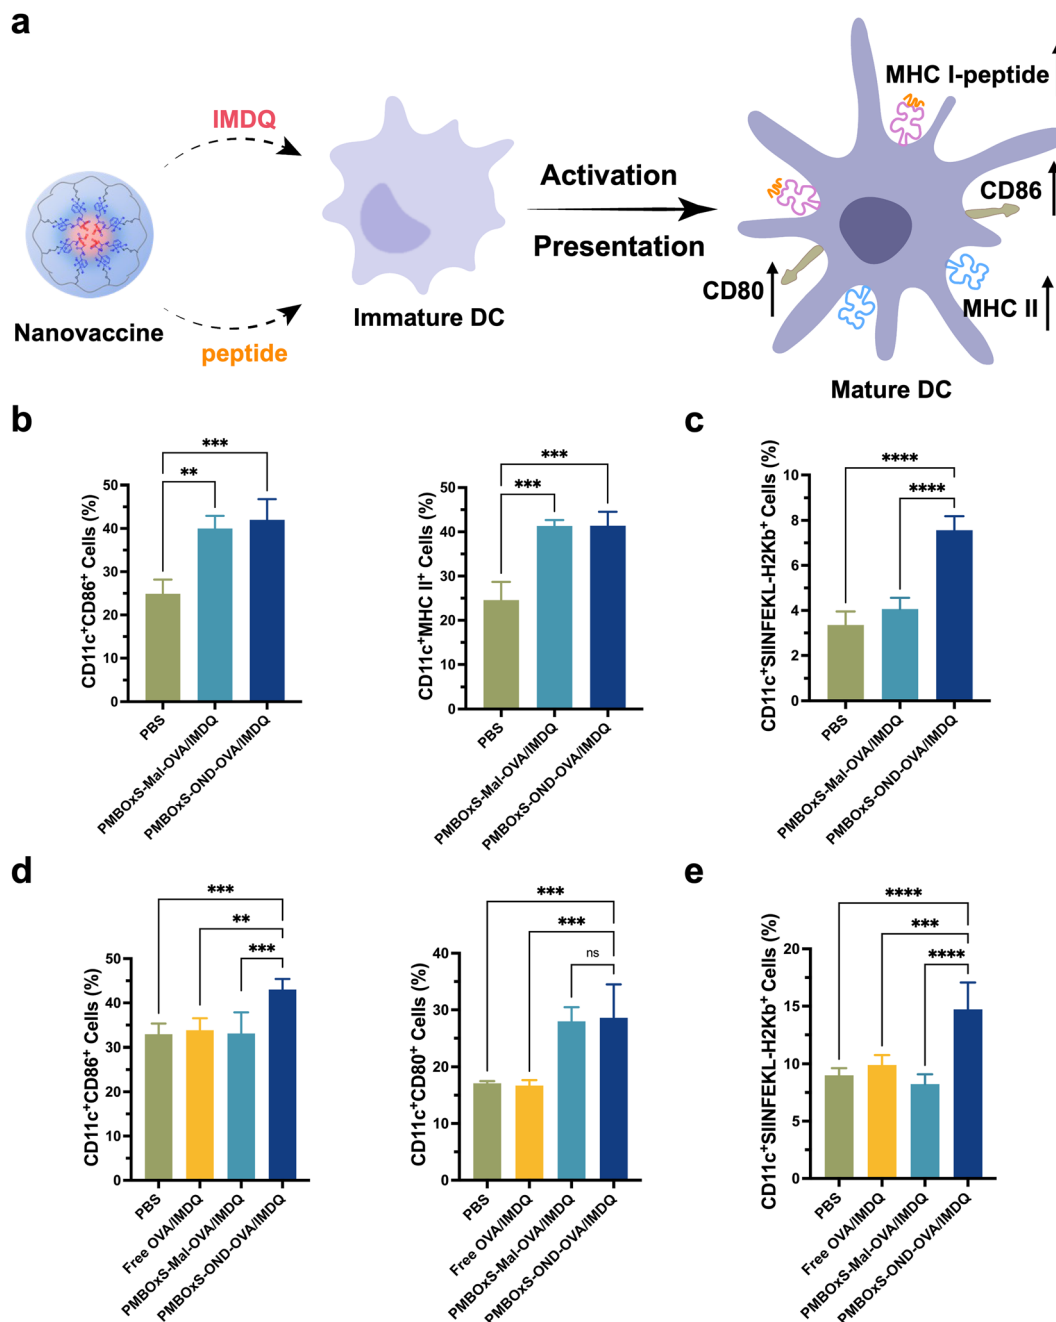 a
IMDQ
Nanovaccine
peptide
Immature DC
Activation
Presentation
MHC I-peptide
CD86
CD80
MHC II
Mature DC
b
CD11c⁺CD86⁺ Cells (%)
50
40
30
20
10
0
***
**
PBS
PMBOxS-Mal-OVA/IMDQ
PMBOxS-OND-OVA/IMDQ
CD11c⁺MHC II⁺ Cells (%)
50
40
30
20
10
0
***
***
PBS
PMBOxS-Mal-OVA/IMDQ
PMBOxS-OND-OVA/IMDQ
c
CD11c⁺SIINFEKL-H2Kb⁺ Cells (%)
10
8
6
4
2
0
****
****
PBS
PMBOxS-Mal-OVA/IMDQ
PMBOxS-OND-OVA/IMDQ
d
CD11c⁺CD86⁺ Cells (%)
50
40
30
20
10
0
***
**
***
PBS
Free OVA/IMDQ
PMBOxS-Mal-OVA/IMDQ
PMBOxS-OND-OVA/IMDQ
CD11c⁺CD80⁺ Cells (%)
40
30
20
10
0
***
***
ns
PBS
Free OVA/IMDQ
PMBOxS-Mal-OVA/IMDQ
PMBOxS-OND-OVA/IMDQ
e
CD11c⁺SIINFEKL-H2Kb⁺ Cells (%)
20
15
10
5
0
****
***
****
PBS
Free OVA/IMDQ
PMBOxS-Mal-OVA/IMDQ
PMBOxS-OND-OVA/IMDQ